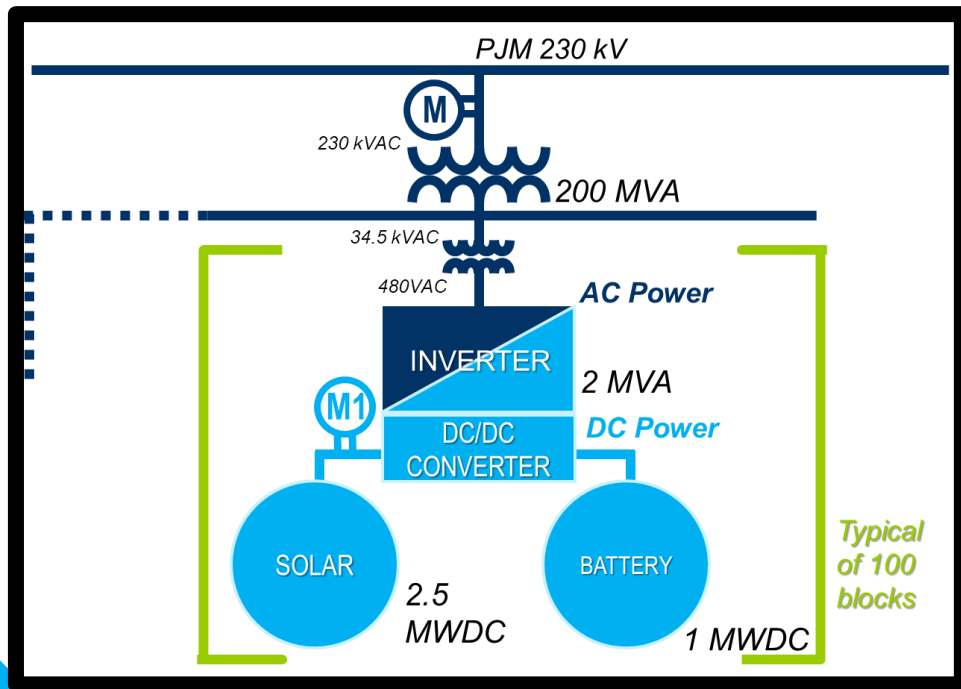 PJM 230 kV
M
230 kVAC
200 MVA
34.5 kVAC
480VAC
AC Power
INVERTER
2 MVA
M1
DC/DC
CONVERTER
DC Power
SOLAR
2.5
MWDC
BATTERY
1 MWDC
Typical
of 100
blocks